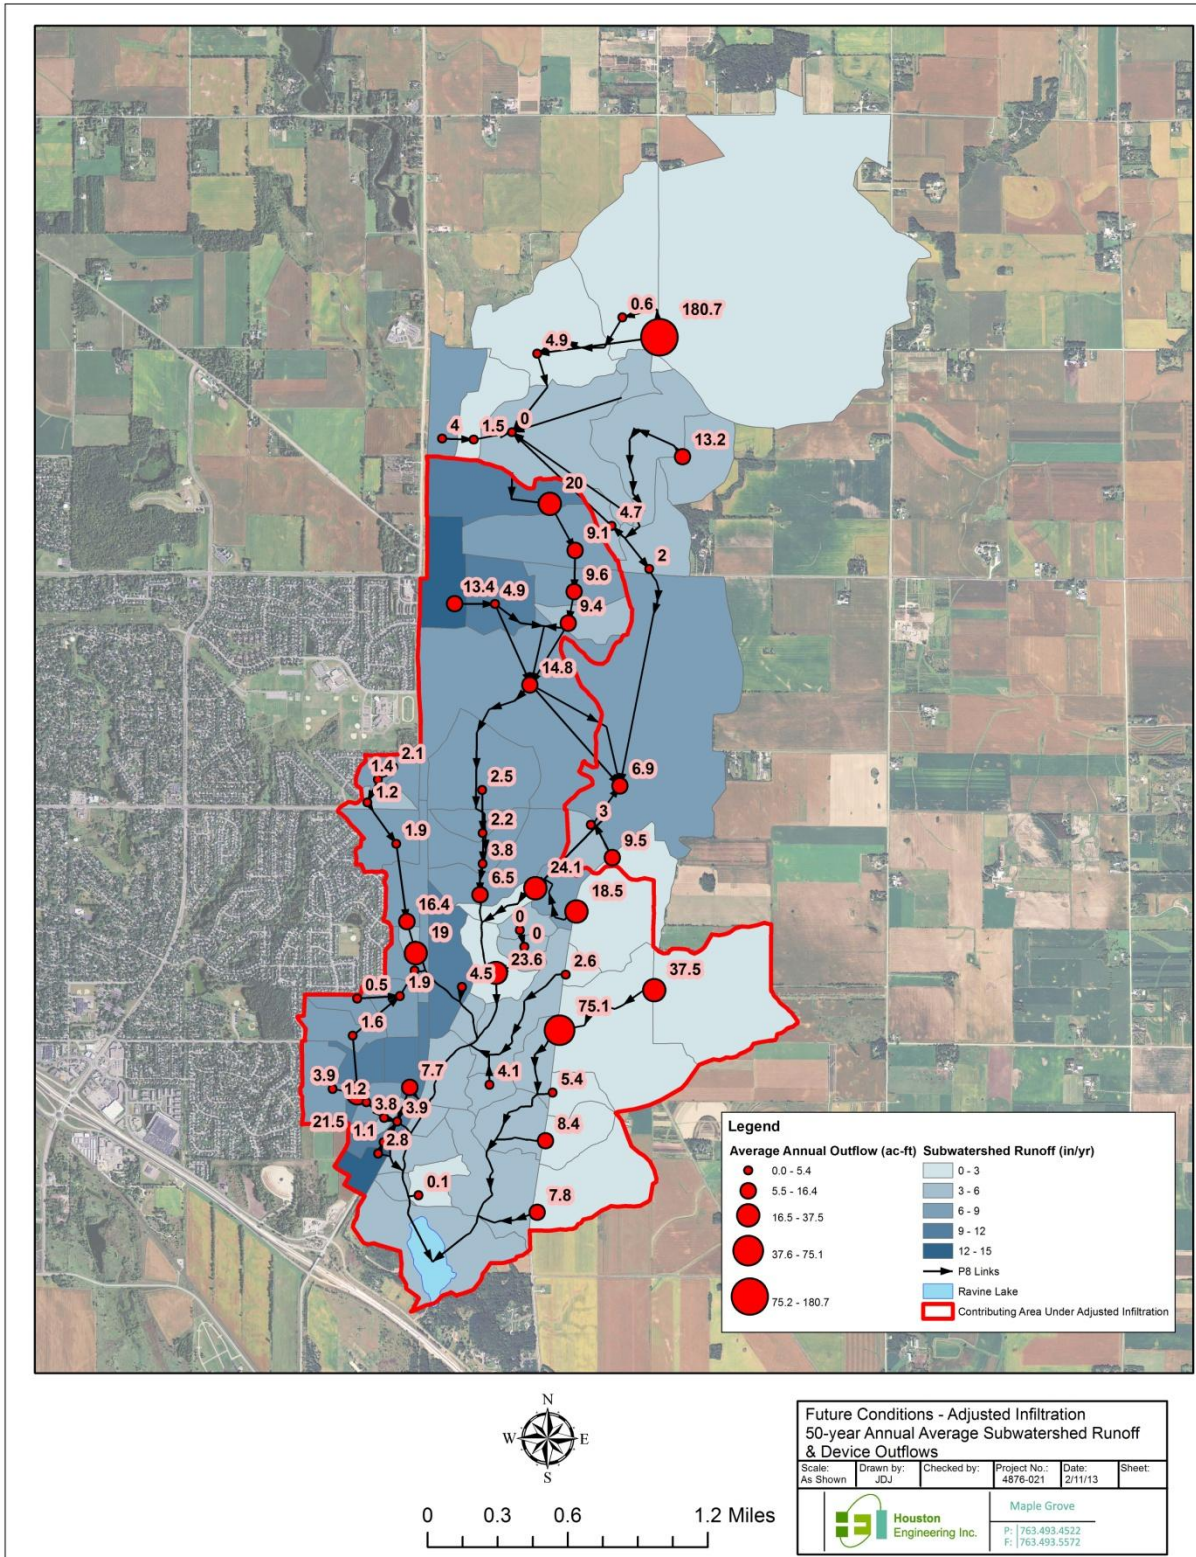 0.6
180.7
4.9
4
1.5
0
13.2
20
4.7
9.1
2
9.6
13.4
4.9
9.4
14.8
2.1
1.4
1.2
2.5
6.9
2.2
3
1.9
3.8
9.5
6.5
24.1
18.5
16.4
0
19
0
23.6
2.6
4.5
37.5
0.5
1.9
75.1
1.6
7.7
4.1
3.9
1.2
5.4
3.8
3.9
21.5
1.1
2.8
8.4
0.1
7.8
Legend
Average Annual Outflow (ac-ft)
0.0 - 5.4
5.5 - 16.4
16.5 - 37.5
37.6 - 75.1
75.2 - 180.7
Subwatershed Runoff (in/yr)
0 - 3
3 - 6
6 - 9
9 - 12
12 - 15
P8 Links
Ravine Lake
Contributing Area Under Adjusted Infiltration
N
W E
S
0 0.3 0.6 1.2 Miles
Future Conditions - Adjusted Infiltration
50-year Annual Average Subwatershed Runoff
& Device Outflows
Scale: Drawn by: Checked by: Project No.: Date: Sheet:
As Shown JDJ 4876-021 2/11/13
Houston
Engineering Inc.
Maple Grove
P: 763.493.4522
F: 763.493.5572